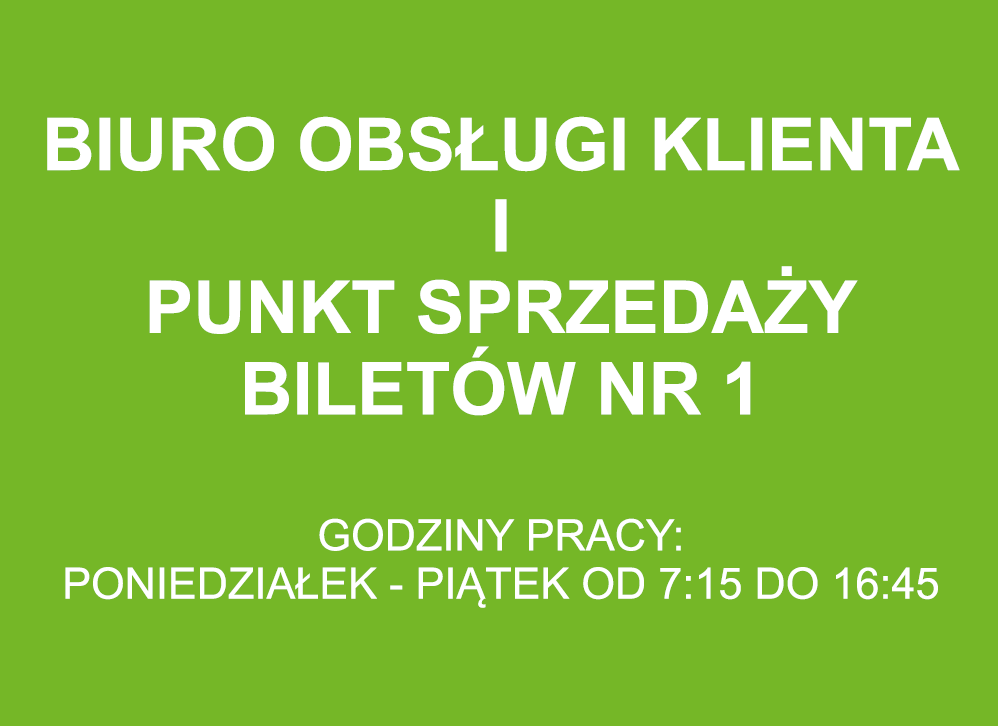 BIURO OBSŁUGI KLIENTA
I
PUNKT SPRZEDAŻY
BILETÓW NR 1
GODZINY PRACY:
PONIEDZIAŁEK - PIĄTEK OD 7:15 DO 16:45